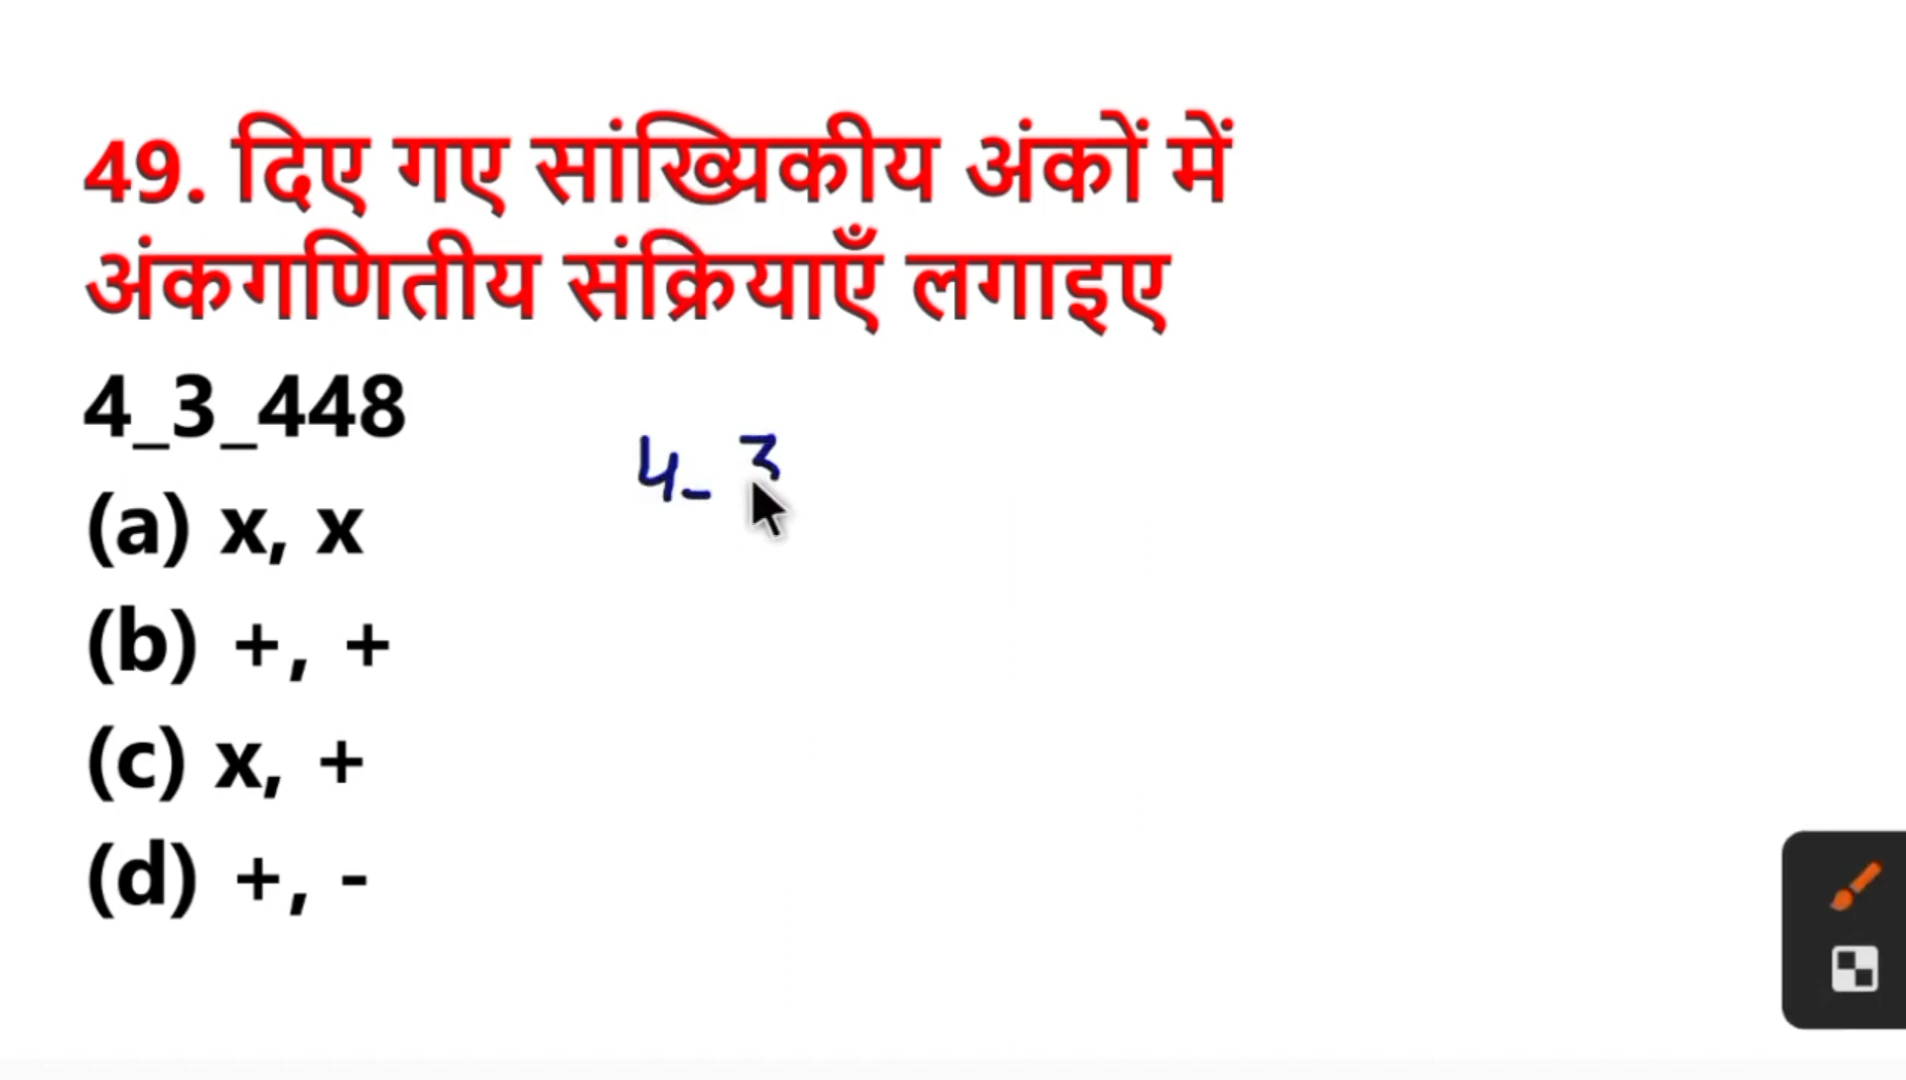 49. दिए गए सांख्यिकीय अंकों में
अंकगणितीय संक्रियाएँ लगाइए
4_3_448
4_ 3
(a) x, x
(b) +, +
(c) x, +
(d) +, -